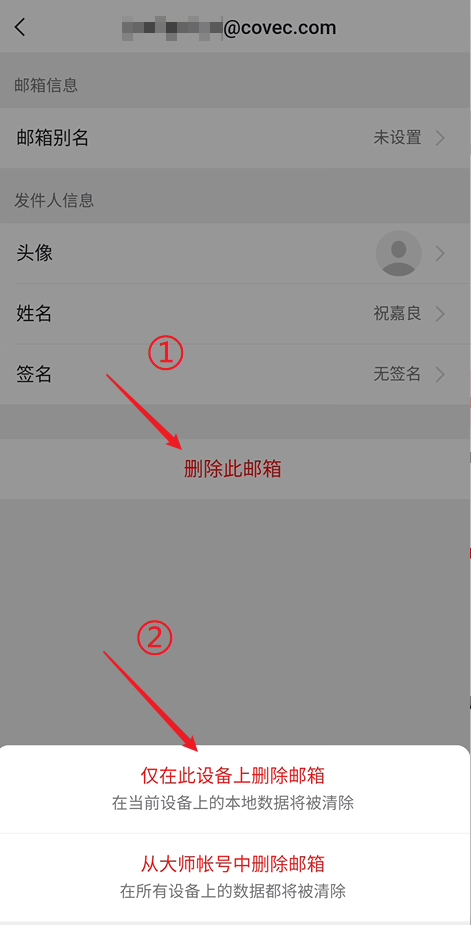 @covec.com
邮箱信息
邮箱别名 未设置
发件人信息
头像
姓名 祝嘉良
①
签名 无签名
删除此邮箱
②
仅在此设备上删除邮箱
在当前设备上的本地数据将被清除
从大师帐号中删除邮箱
在所有设备上的数据都将被清除